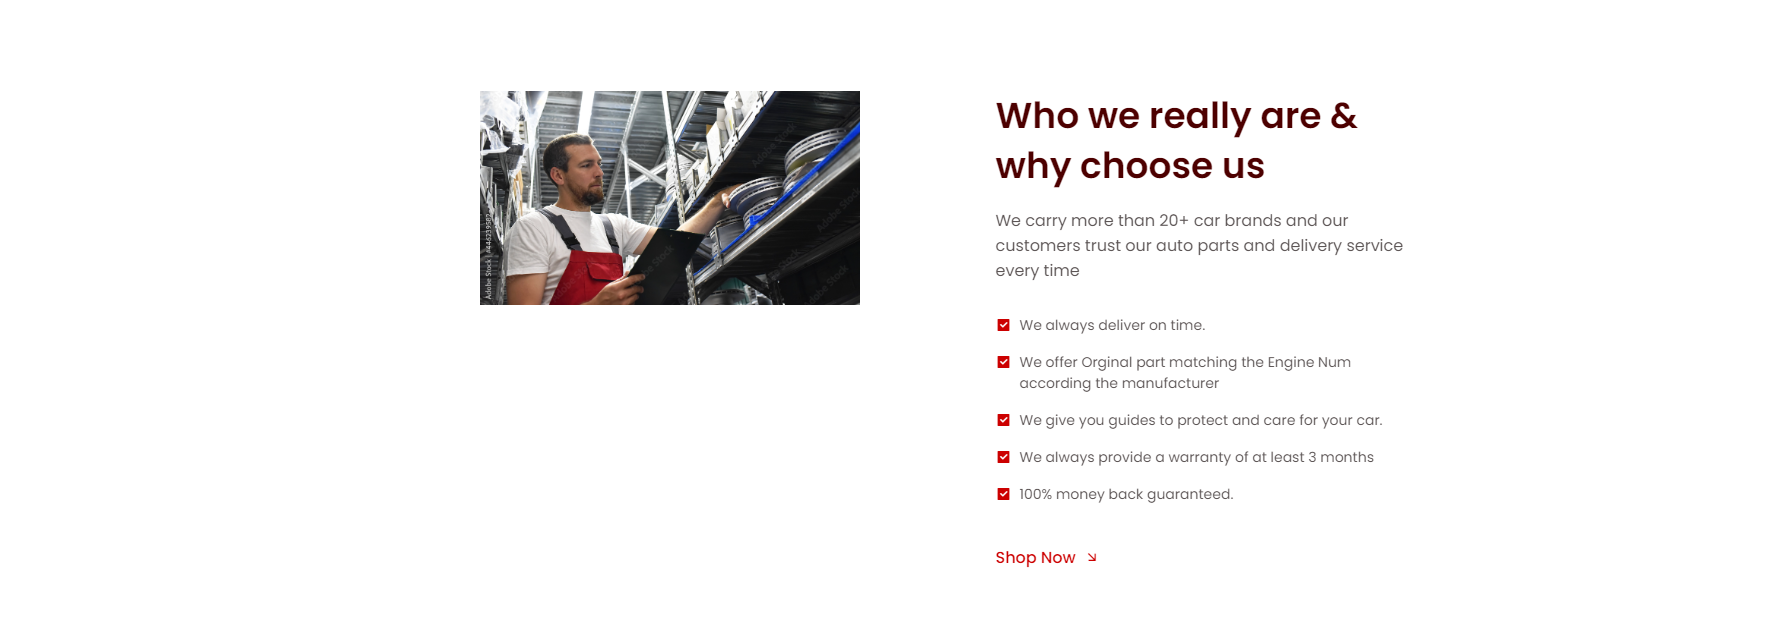 Who we really are &
why choose us
We carry more than 20+ car brands and our
customers trust our auto parts and delivery service
every time
We always deliver on time.
We offer Orginal part matching the Engine Num
according the manufacturer
We give you guides to protect and care for your car.
We always provide a warranty of at least 3 months
100% money back guaranteed.
Shop Now
Adobe Stock